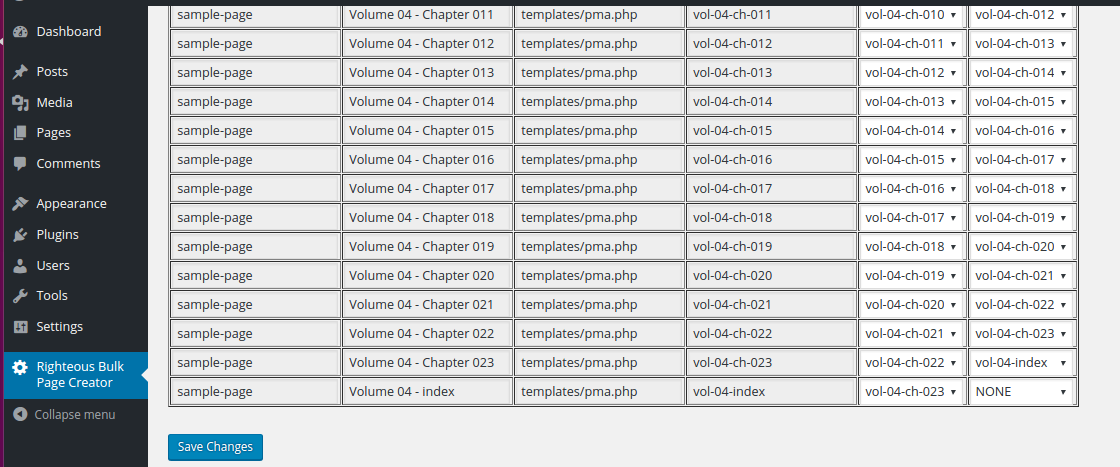 Dashboard
Posts
Media
Pages
Comments
Appearance
Plugins
Users
Tools
Settings
Righteous Bulk
Page Creator
Collapse menu
sample-page Volume 04 - Chapter 011 templates/pma.php vol-04-ch-011 vol-04-ch-010 vol-04-ch-012
sample-page Volume 04 - Chapter 012 templates/pma.php vol-04-ch-012 vol-04-ch-011 vol-04-ch-013
sample-page Volume 04 - Chapter 013 templates/pma.php vol-04-ch-013 vol-04-ch-012 vol-04-ch-014
sample-page Volume 04 - Chapter 014 templates/pma.php vol-04-ch-014 vol-04-ch-013 vol-04-ch-015
sample-page Volume 04 - Chapter 015 templates/pma.php vol-04-ch-015 vol-04-ch-014 vol-04-ch-016
sample-page Volume 04 - Chapter 016 templates/pma.php vol-04-ch-016 vol-04-ch-015 vol-04-ch-017
sample-page Volume 04 - Chapter 017 templates/pma.php vol-04-ch-017 vol-04-ch-016 vol-04-ch-018
sample-page Volume 04 - Chapter 018 templates/pma.php vol-04-ch-018 vol-04-ch-017 vol-04-ch-019
sample-page Volume 04 - Chapter 019 templates/pma.php vol-04-ch-019 vol-04-ch-018 vol-04-ch-020
sample-page Volume 04 - Chapter 020 templates/pma.php vol-04-ch-020 vol-04-ch-019 vol-04-ch-021
sample-page Volume 04 - Chapter 021 templates/pma.php vol-04-ch-021 vol-04-ch-020 vol-04-ch-022
sample-page Volume 04 - Chapter 022 templates/pma.php vol-04-ch-022 vol-04-ch-021 vol-04-ch-023
sample-page Volume 04 - Chapter 023 templates/pma.php vol-04-ch-023 vol-04-ch-022 vol-04-index
sample-page Volume 04 - index templates/pma.php vol-04-index vol-04-ch-023 NONE
Save Changes